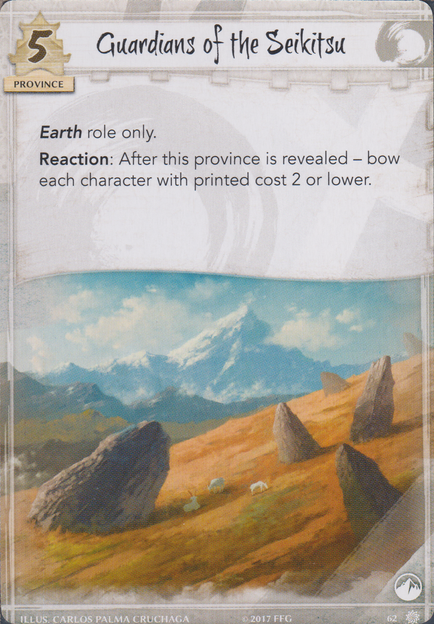 5
Guardians of the Seikitsu
PROVINCE
Earth role only.
Reaction: After this province is revealed – bow
each character with printed cost 2 or lower.
ILLUS. CARLOS PALMA CRUCHAGA ©2017 FFG 62